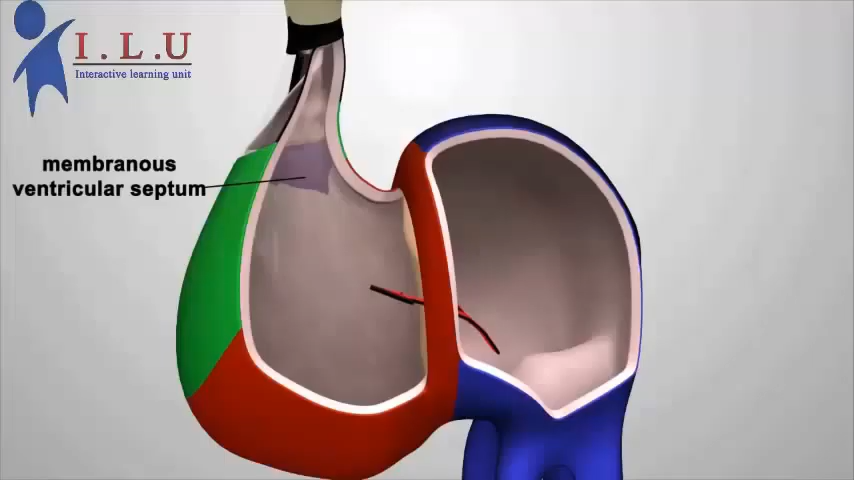 I.L.U
Interactive learning unit
membranous
ventricular septum